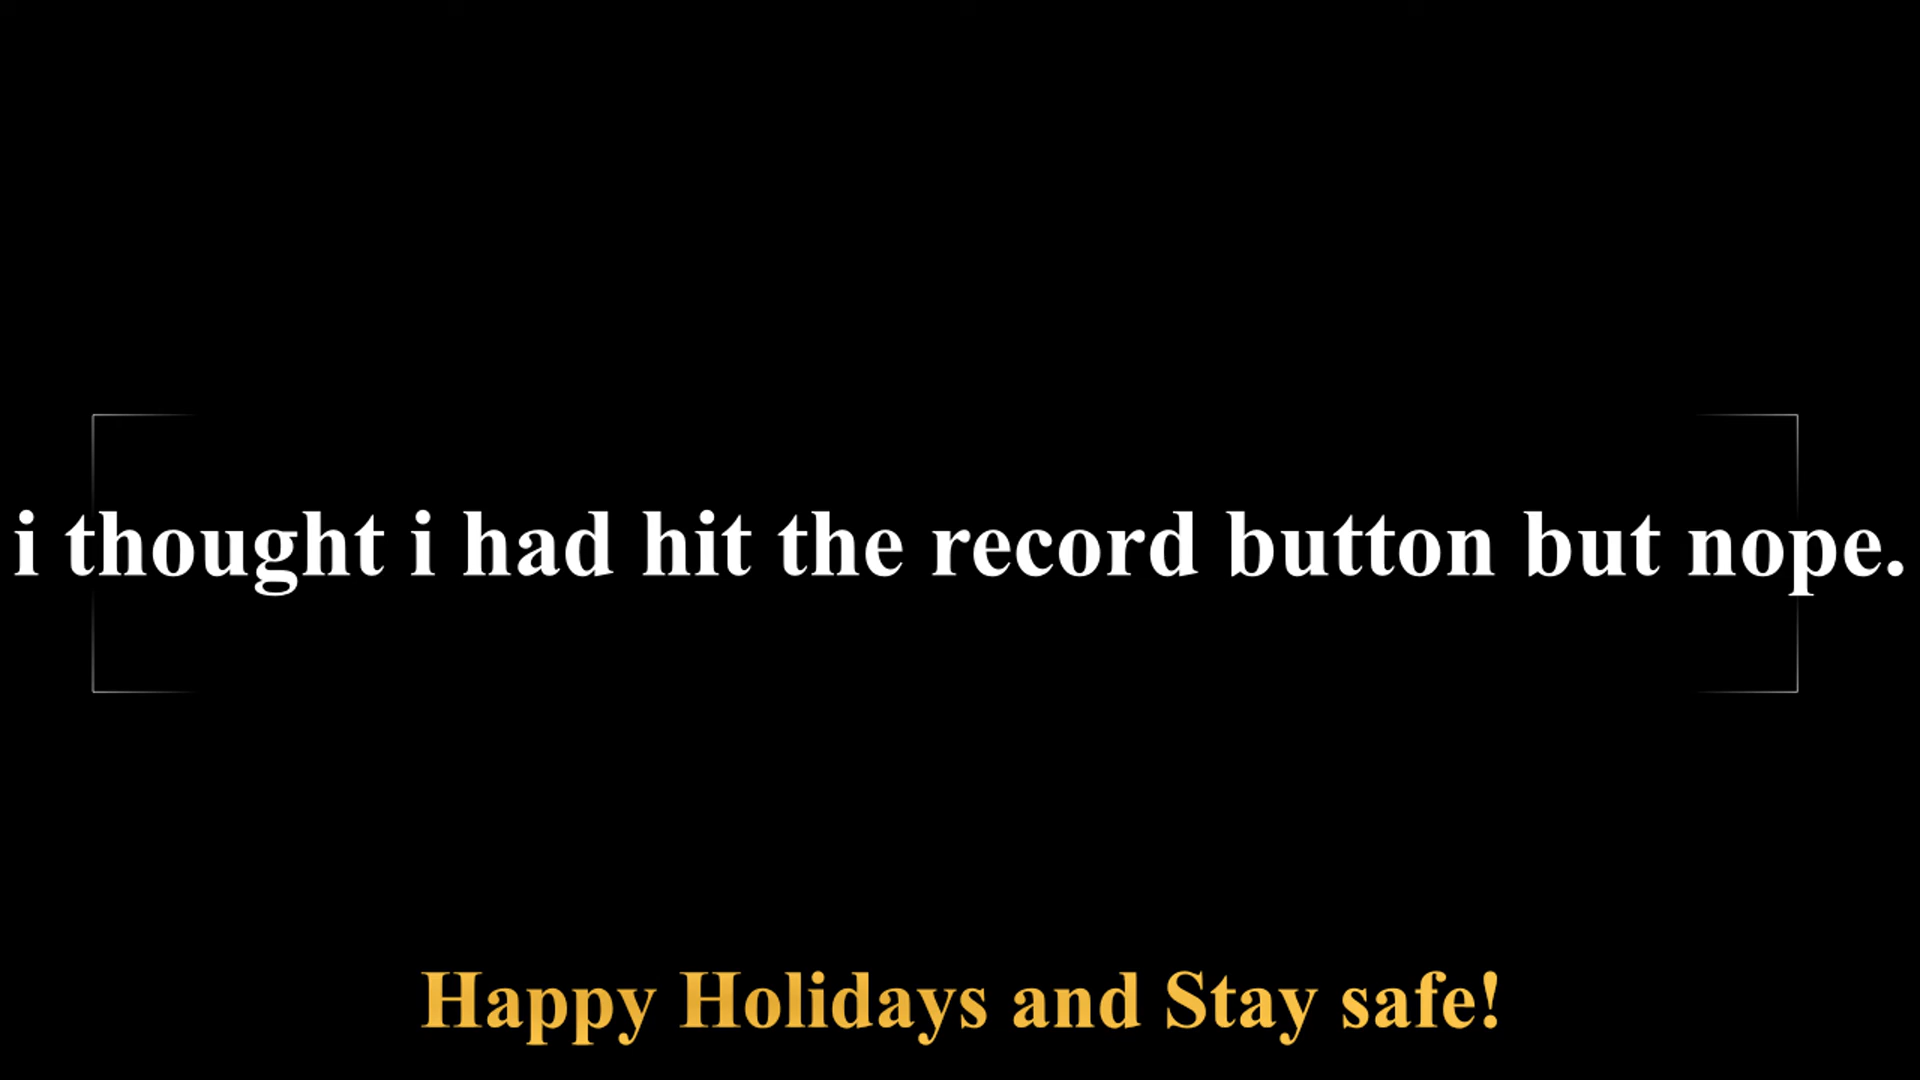 i thought i had hit the record button but nope.
Happy Holidays and Stay safe!